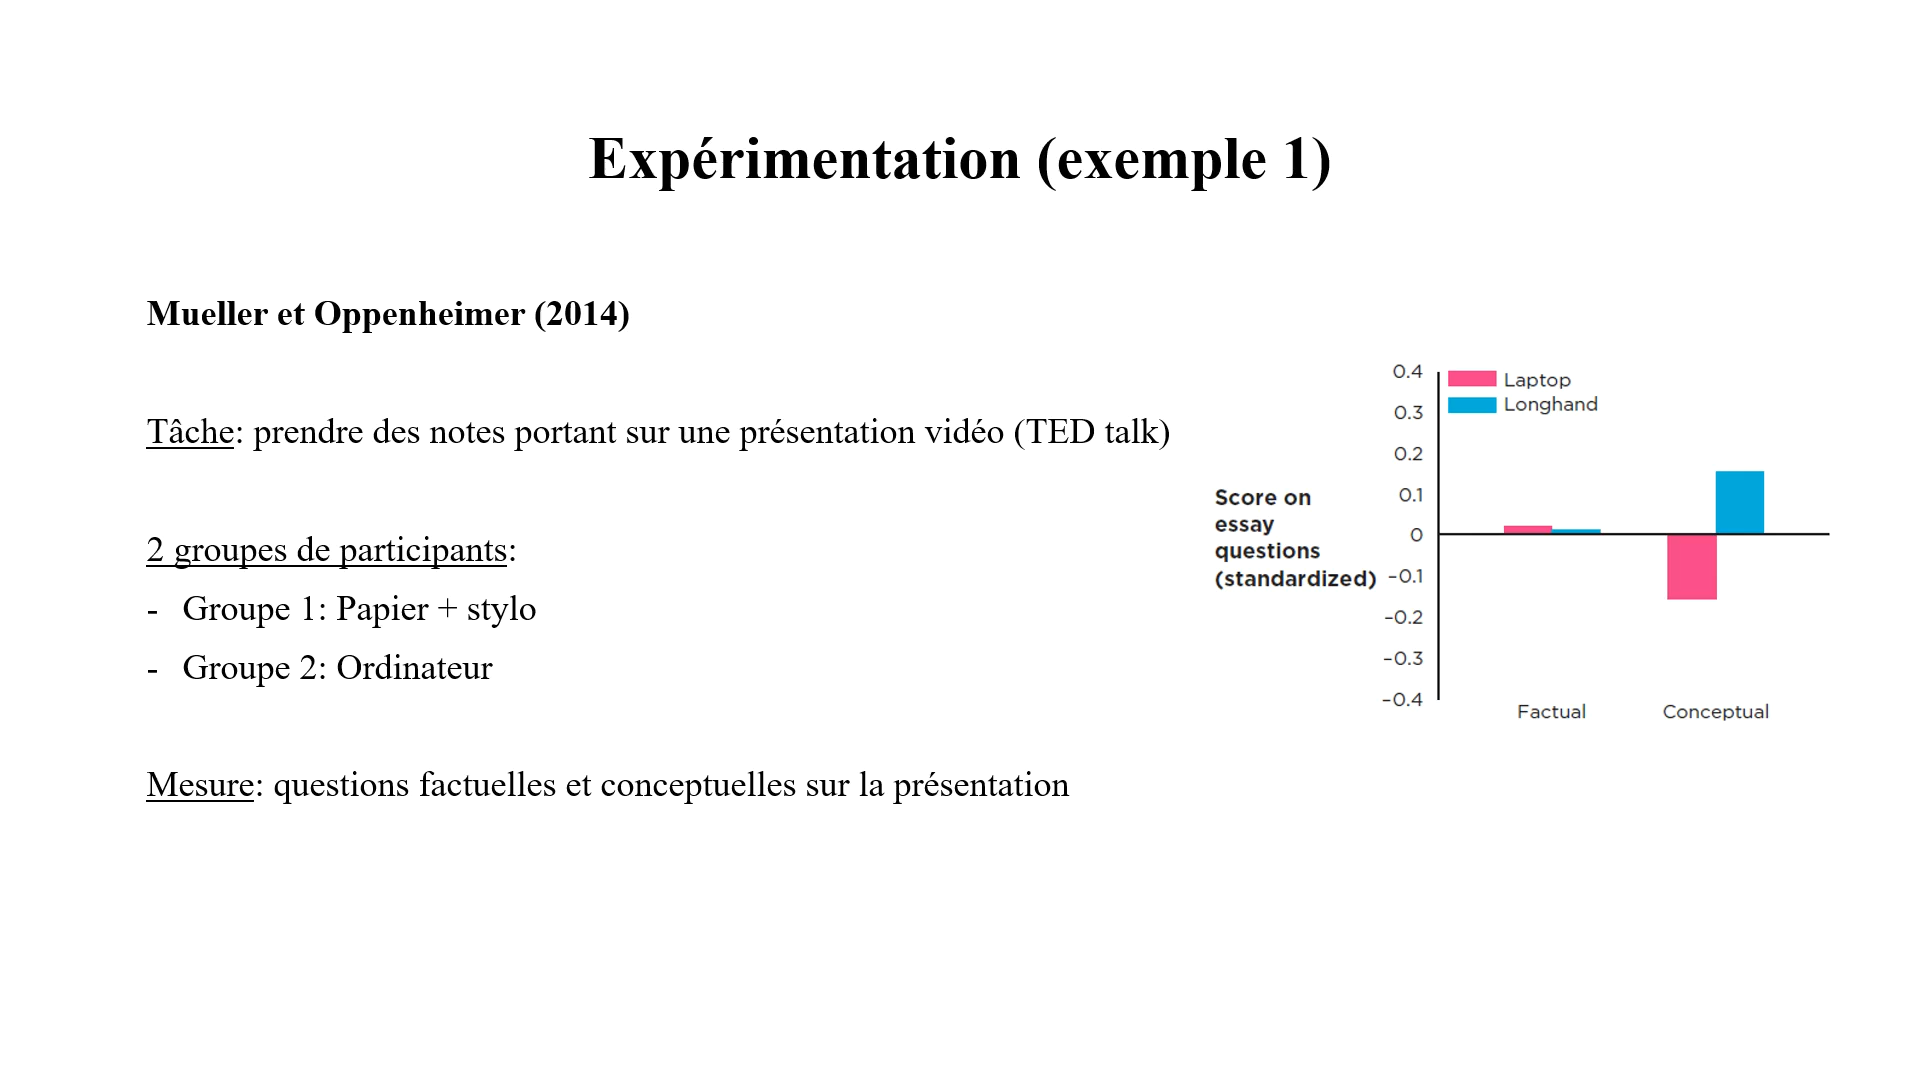 Expérimentation (exemple 1)
Mueller et Oppenheimer (2014)
Tâche: prendre des notes portant sur une présentation vidéo (TED talk)
2 groupes de participants:
- Groupe 1: Papier + stylo
- Groupe 2: Ordinateur
Mesure: questions factuelles et conceptuelles sur la présentation
Score on
essay
questions
(standardized)
0.4
0.3
0.2
0.1
0
−0.1
−0.2
−0.3
−0.4
Laptop
Longhand
Factual
Conceptual